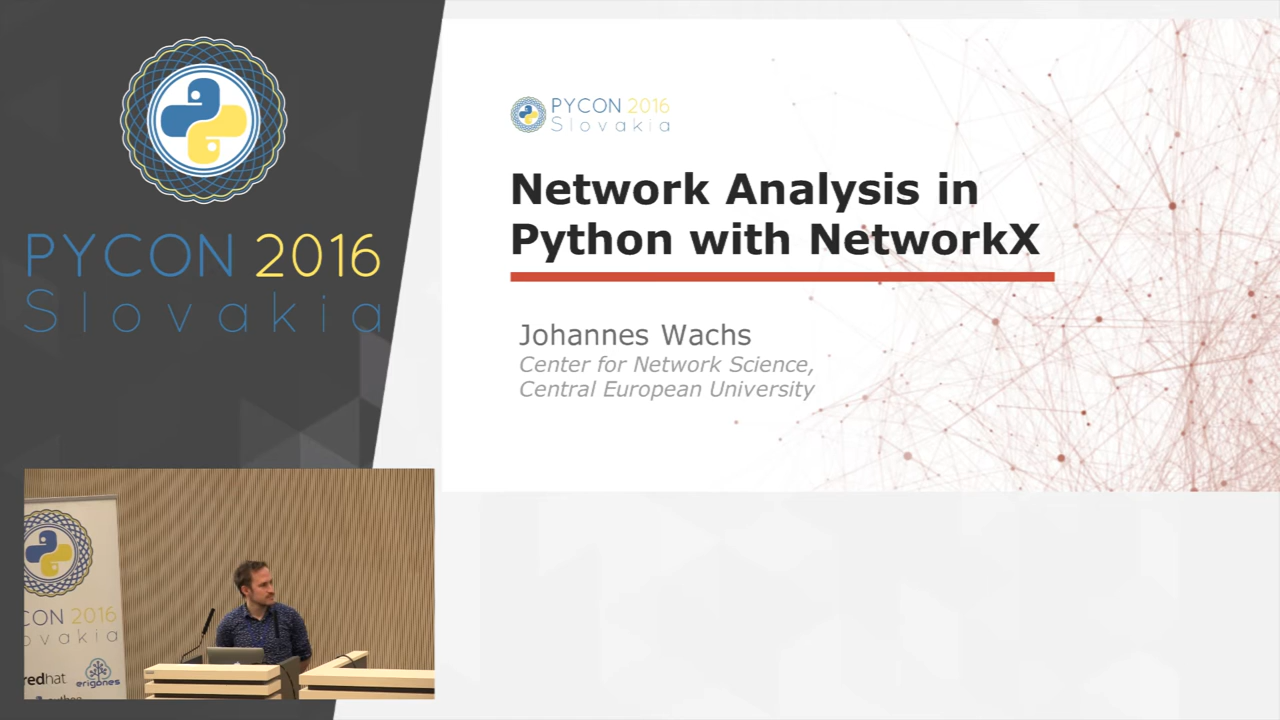 PYCON 2016
Slovakia
PYCON 2016
Slovakia
Network Analysis in
Python with NetworkX
Johannes Wachs
Center for Network Science,
Central European University
CON 2016
ovakia
redhat
erigones